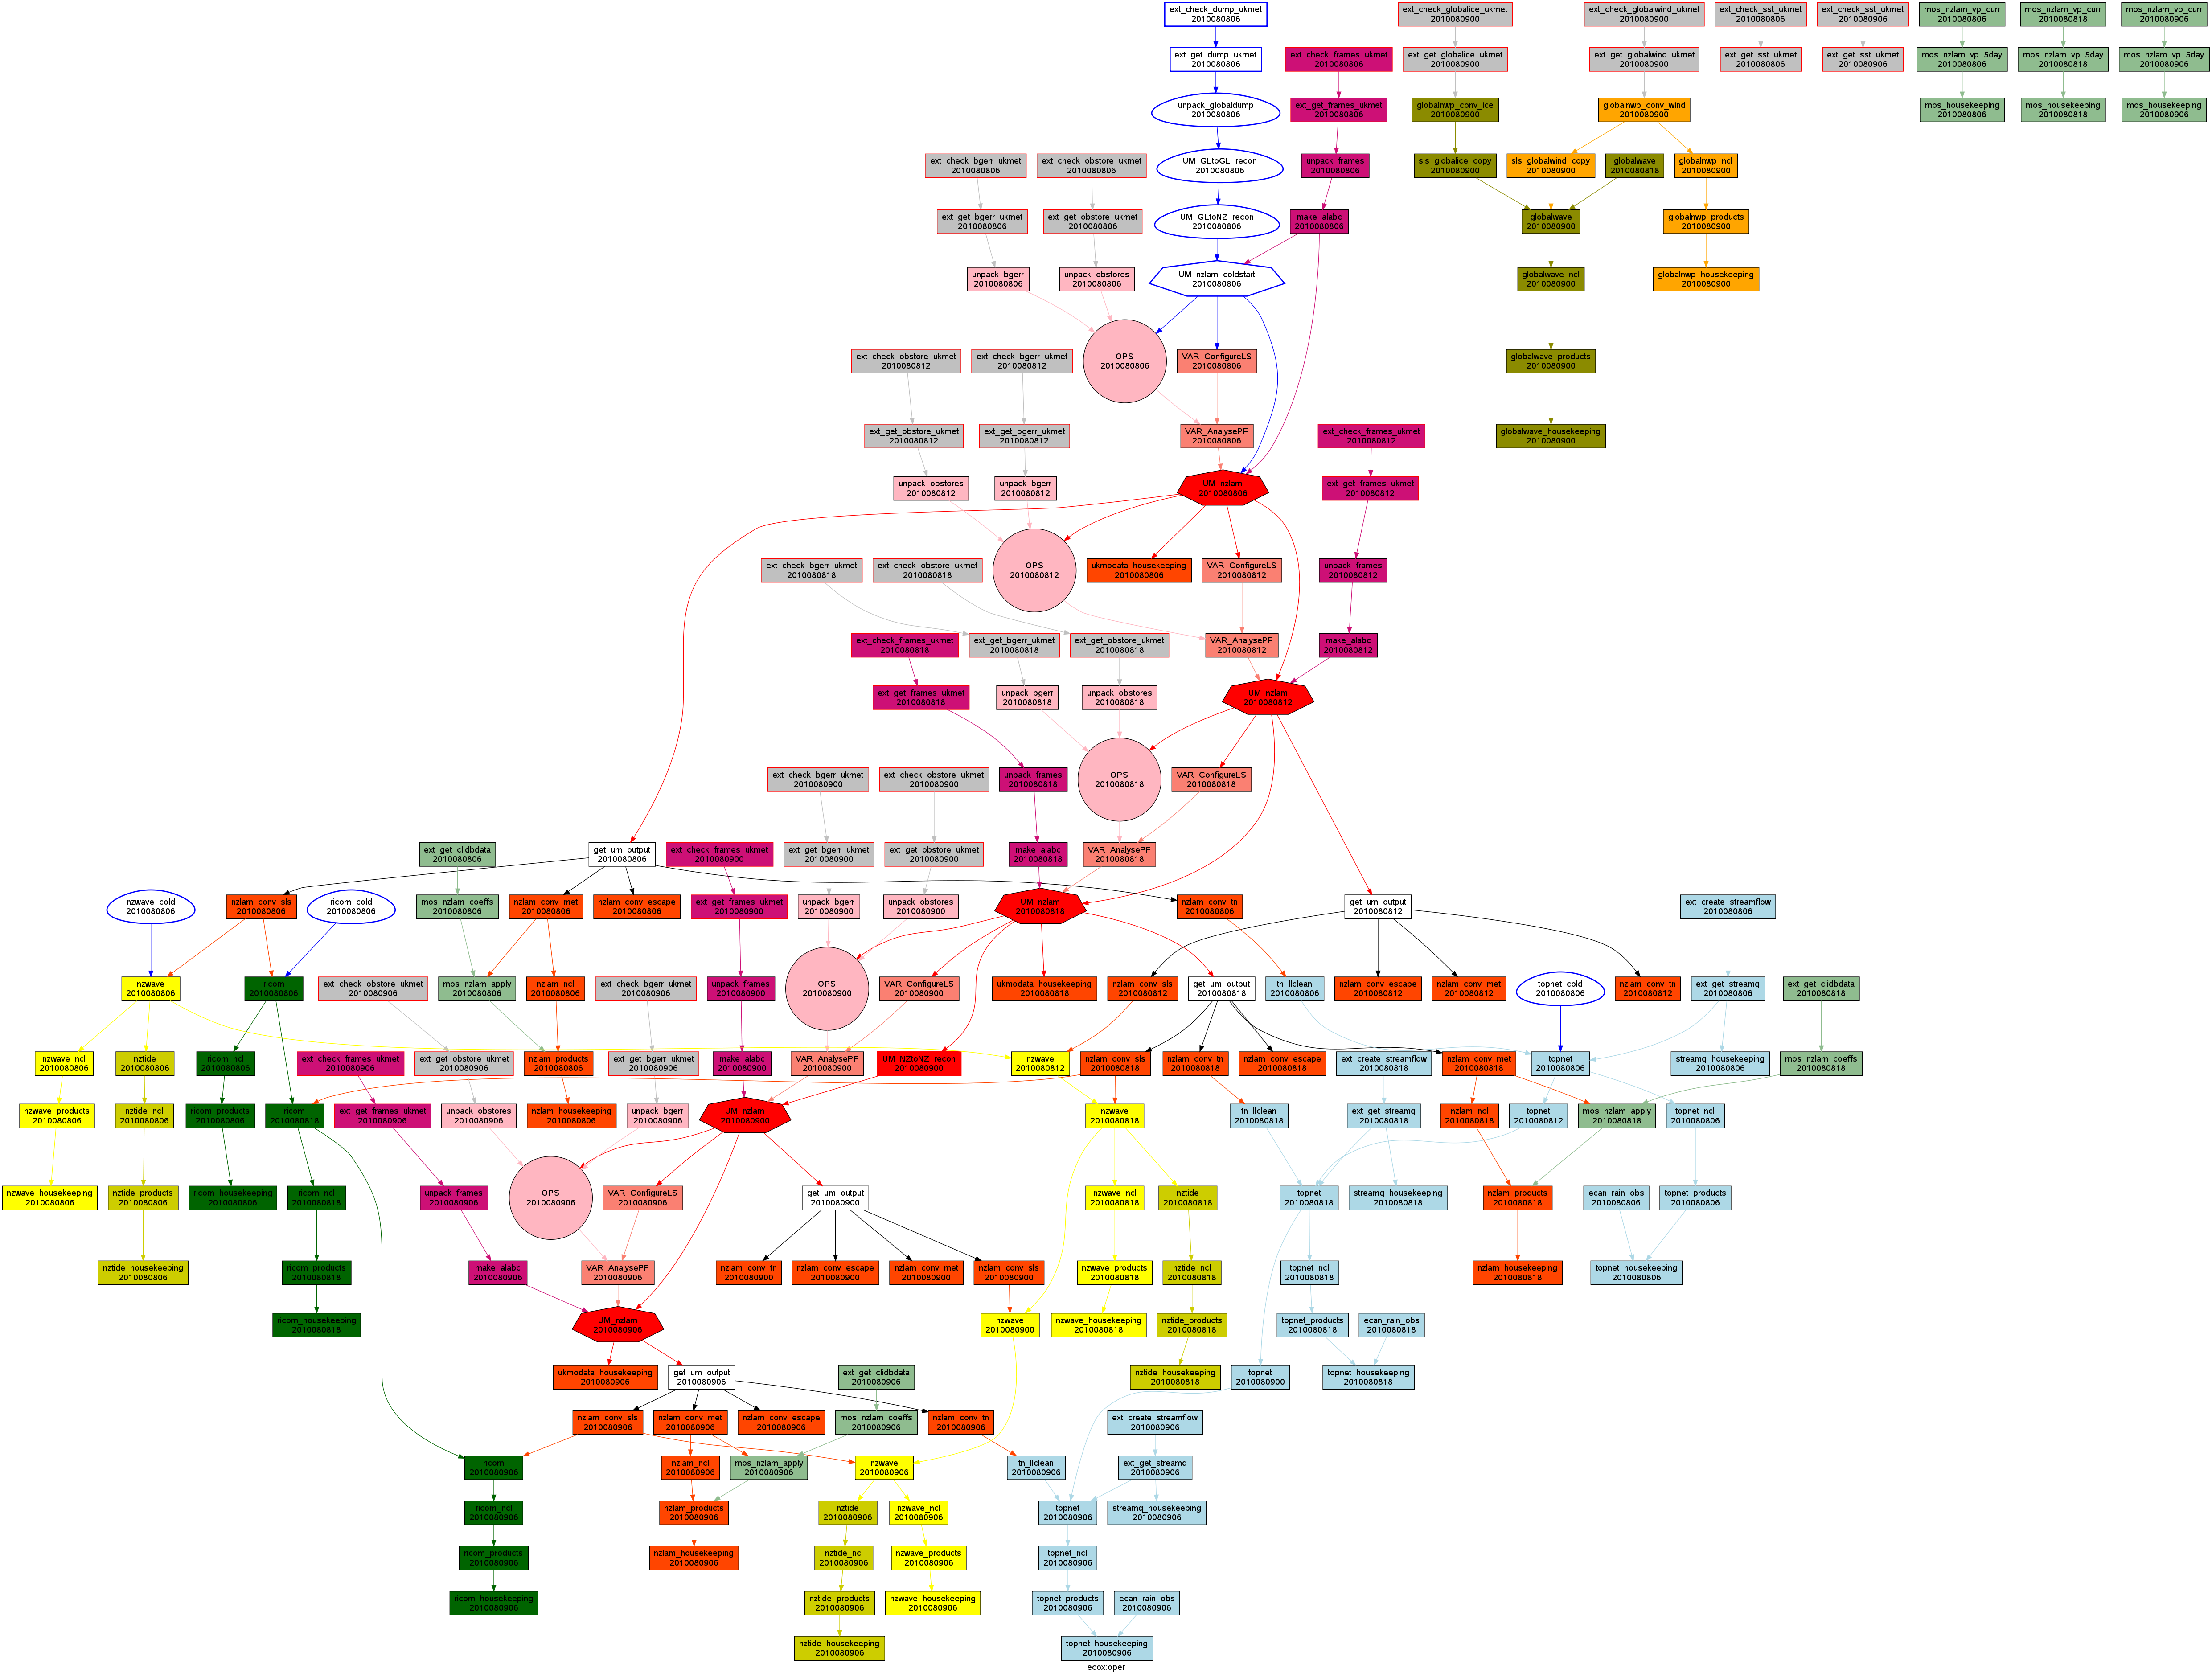 ext_check_dump_ukmet
2010080806
ext_check_globalice_ukmet
2010080900
ext_check_globalwind_ukmet
2010080900
ext_check_sst_ukmet
2010080806
ext_check_sst_ukmet
2010080906
mos_nzlam_vp_curr
2010080806
mos_nzlam_vp_curr
2010080818
mos_nzlam_vp_curr
2010080906
ext_get_dump_ukmet
2010080806
ext_check_frames_ukmet
2010080806
ext_get_globalice_ukmet
2010080900
ext_get_globalwind_ukmet
2010080900
ext_get_sst_ukmet
2010080806
ext_get_sst_ukmet
2010080906
mos_nzlam_vp_5day
2010080806
mos_nzlam_vp_5day
2010080818
mos_nzlam_vp_5day
2010080906
unpack_globaldump
2010080806
ext_get_frames_ukmet
2010080806
globalnwp_conv_ice
2010080900
globalnwp_conv_wind
2010080900
mos_housekeeping
2010080806
mos_housekeeping
2010080818
mos_housekeeping
2010080906
ext_check_bgerr_ukmet
2010080806
ext_check_obstore_ukmet
2010080806
UM_GLtoGL_recon
2010080806
unpack_frames
2010080806
sls_globalice_copy
2010080900
sls_globalwind_copy
2010080900
globalwave
2010080818
globalnwp_ncl
2010080900
ext_get_bgerr_ukmet
2010080806
ext_get_obstore_ukmet
2010080806
UM_GLtoNZ_recon
2010080806
make_alabc
2010080806
globalwave
2010080900
globalnwp_products
2010080900
unpack_bgerr
2010080806
unpack_obstores
2010080806
UM_nzlam_coldstart
2010080806
globalwave_ncl
2010080900
globalnwp_housekeeping
2010080900
ext_check_obstore_ukmet
2010080812
ext_check_bgerr_ukmet
2010080812
OPS
2010080806
VAR_ConfigureLS
2010080806
globalwave_products
2010080900
ext_get_obstore_ukmet
2010080812
ext_get_bgerr_ukmet
2010080812
VAR_AnalysePF
2010080806
ext_check_frames_ukmet
2010080812
globalwave_housekeeping
2010080900
unpack_obstores
2010080812
unpack_bgerr
2010080812
UM_nzlam
2010080806
ext_get_frames_ukmet
2010080812
ext_check_bgerr_ukmet
2010080818
ext_check_obstore_ukmet
2010080818
OPS
2010080812
ukmodata_housekeeping
2010080806
VAR_ConfigureLS
2010080812
unpack_frames
2010080812
ext_check_frames_ukmet
2010080818
ext_get_bgerr_ukmet
2010080818
ext_get_obstore_ukmet
2010080818
VAR_AnalysePF
2010080812
make_alabc
2010080812
ext_get_frames_ukmet
2010080818
unpack_bgerr
2010080818
unpack_obstores
2010080818
UM_nzlam
2010080812
ext_check_bgerr_ukmet
2010080900
ext_check_obstore_ukmet
2010080900
unpack_frames
2010080818
OPS
2010080818
VAR_ConfigureLS
2010080818
ext_get_clidbdata
2010080806
get_um_output
2010080806
ext_check_frames_ukmet
2010080900
ext_get_bgerr_ukmet
2010080900
ext_get_obstore_ukmet
2010080900
make_alabc
2010080818
VAR_AnalysePF
2010080818
nzwave_cold
2010080806
nzlam_conv_sls
2010080806
ricom_cold
2010080806
mos_nzlam_coeffs
2010080806
nzlam_conv_met
2010080806
nzlam_conv_escape
2010080806
ext_get_frames_ukmet
2010080900
unpack_bgerr
2010080900
unpack_obstores
2010080900
UM_nzlam
2010080818
nzlam_conv_tn
2010080806
get_um_output
2010080812
ext_create_streamflow
2010080806
nzwave
2010080806
ricom
2010080806
ext_check_obstore_ukmet
2010080906
mos_nzlam_apply
2010080806
nzlam_ncl
2010080806
ext_check_bgerr_ukmet
2010080906
unpack_frames
2010080900
OPS
2010080900
VAR_ConfigureLS
2010080900
ukmodata_housekeeping
2010080818
nzlam_conv_sls
2010080812
get_um_output
2010080818
tn_llclean
2010080806
nzlam_conv_escape
2010080812
nzlam_conv_met
2010080812
topnet_cold
2010080806
nzlam_conv_tn
2010080812
ext_get_streamq
2010080806
ext_get_clidbdata
2010080818
nzwave_ncl
2010080806
nztide
2010080806
ricom_ncl
2010080806
ext_check_frames_ukmet
2010080906
ext_get_obstore_ukmet
2010080906
nzlam_products
2010080806
ext_get_bgerr_ukmet
2010080906
make_alabc
2010080900
VAR_AnalysePF
2010080900
UM_NZtoNZ_recon
2010080900
nzwave
2010080812
nzlam_conv_sls
2010080818
nzlam_conv_tn
2010080818
nzlam_conv_escape
2010080818
ext_create_streamflow
2010080818
nzlam_conv_met
2010080818
topnet
2010080806
streamq_housekeeping
2010080806
mos_nzlam_coeffs
2010080818
nzwave_products
2010080806
nztide_ncl
2010080806
ricom_products
2010080806
ricom
2010080818
ext_get_frames_ukmet
2010080906
unpack_obstores
2010080906
nzlam_housekeeping
2010080806
unpack_bgerr
2010080906
UM_nzlam
2010080900
nzwave
2010080818
tn_llclean
2010080818
ext_get_streamq
2010080818
nzlam_ncl
2010080818
topnet
2010080812
mos_nzlam_apply
2010080818
topnet_ncl
2010080806
nzwave_housekeeping
2010080806
nztide_products
2010080806
ricom_housekeeping
2010080806
ricom_ncl
2010080818
unpack_frames
2010080906
OPS
2010080906
VAR_ConfigureLS
2010080906
get_um_output
2010080900
nzwave_ncl
2010080818
nztide
2010080818
topnet
2010080818
streamq_housekeeping
2010080818
nzlam_products
2010080818
ecan_rain_obs
2010080806
topnet_products
2010080806
nztide_housekeeping
2010080806
ricom_products
2010080818
make_alabc
2010080906
VAR_AnalysePF
2010080906
nzlam_conv_tn
2010080900
nzlam_conv_escape
2010080900
nzlam_conv_met
2010080900
nzlam_conv_sls
2010080900
nzwave_products
2010080818
nztide_ncl
2010080818
topnet_ncl
2010080818
nzlam_housekeeping
2010080818
topnet_housekeeping
2010080806
ricom_housekeeping
2010080818
UM_nzlam
2010080906
nzwave
2010080900
nzwave_housekeeping
2010080818
nztide_products
2010080818
topnet_products
2010080818
ecan_rain_obs
2010080818
ukmodata_housekeeping
2010080906
get_um_output
2010080906
ext_get_clidbdata
2010080906
nztide_housekeeping
2010080818
topnet
2010080900
topnet_housekeeping
2010080818
nzlam_conv_sls
2010080906
nzlam_conv_met
2010080906
nzlam_conv_escape
2010080906
mos_nzlam_coeffs
2010080906
nzlam_conv_tn
2010080906
ext_create_streamflow
2010080906
ricom
2010080906
nzlam_ncl
2010080906
mos_nzlam_apply
2010080906
nzwave
2010080906
tn_llclean
2010080906
ext_get_streamq
2010080906
ricom_ncl
2010080906
nzlam_products
2010080906
nztide
2010080906
nzwave_ncl
2010080906
topnet
2010080906
streamq_housekeeping
2010080906
ricom_products
2010080906
nzlam_housekeeping
2010080906
nztide_ncl
2010080906
nzwave_products
2010080906
topnet_ncl
2010080906
ricom_housekeeping
2010080906
nztide_products
2010080906
nzwave_housekeeping
2010080906
topnet_products
2010080906
ecan_rain_obs
2010080906
nztide_housekeeping
2010080906
topnet_housekeeping
2010080906
ecox:oper